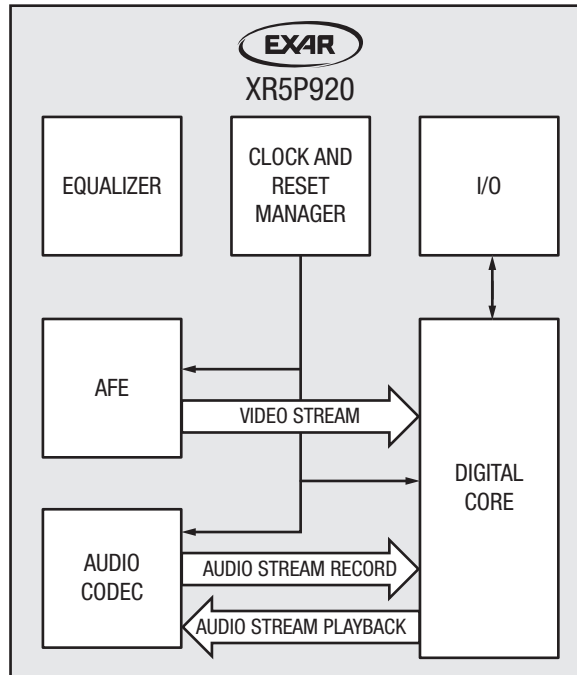 EXAR
XR5P920
EQUALIZER
CLOCK AND
RESET
MANAGER
I/O
AFE
VIDEO STREAM
DIGITAL
CORE
AUDIO
CODEC
AUDIO STREAM RECORD
AUDIO STREAM PLAYBACK